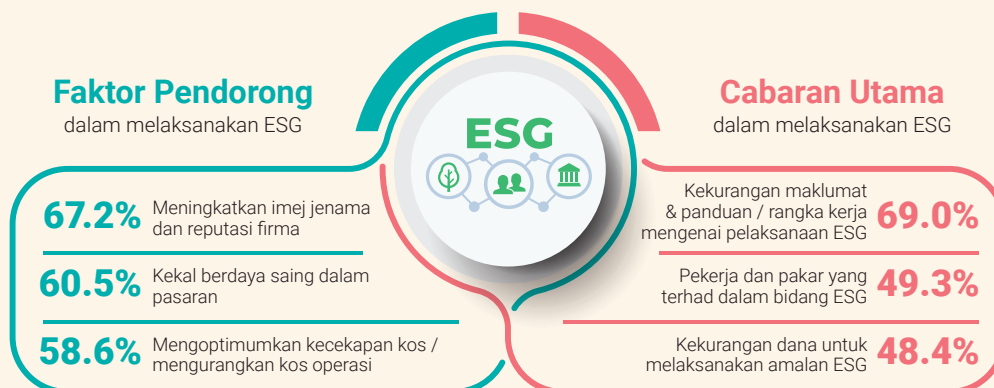 Faktor Pendorong
dalam melaksanakan ESG
67.2%
Meningkatkan imej jenama
dan reputasi firma
60.5%
Kekal berdaya saing dalam
pasaran
58.6%
Mengoptimumkan kecekapan kos /
mengurangkan kos operasi
ESG
Cabaran Utama
dalam melaksanakan ESG
Kekurangan maklumat
& panduan / rangka kerja
mengenai pelaksanaan ESG
69.0%
Pekerja dan pakar yang
terhad dalam bidang ESG
49.3%
Kekurangan dana untuk
melaksanakan amalan ESG
48.4%